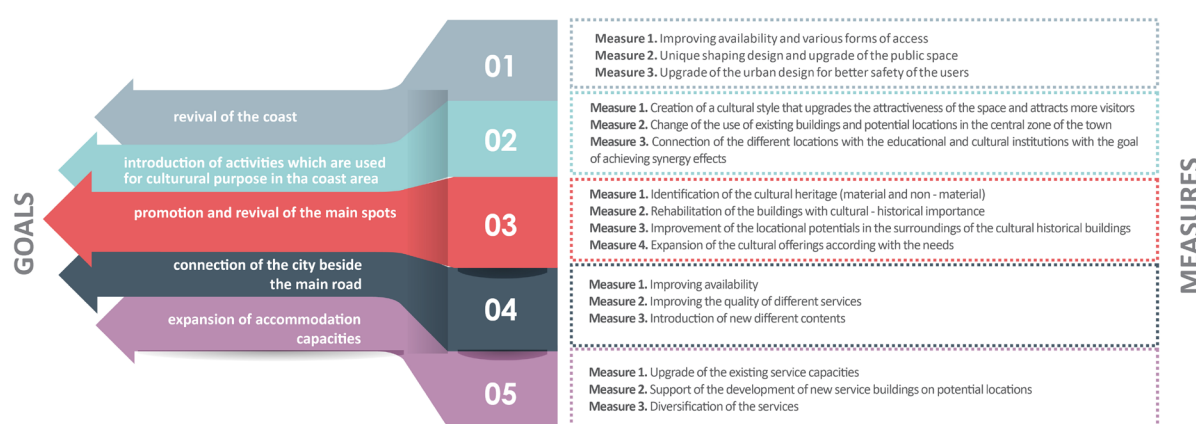 GOALS
revival of the coast
introduction of activities which are used
for culturural purpose in tha coast area
promotion and revival of the main spots
connection of the city beside
the main road
expansion of accommodation
capacities
01
02
03
04
05
Measure 1. Improving availability and various forms of access
Measure 2. Unique shaping design and upgrade of the public space
Measure 3. Upgrade of the urban design for better safety of the users
Measure 1. Creation of a cultural style that upgrades the attractiveness of the space and attracts more visitors
Measure 2. Change of the use of existing buildings and potential locations in the central zone of the town
Measure 3. Connection of the different locations with the educational and cultural institutions with the goal
of achieving synergy effects
Measure 1. Identification of the cultural heritage (material and non - material)
Measure 2. Rehabilitation of the buildings with cultural - historical importance
Measure 3. Improvement of the locational potentials in the surroundings of the cultural historical buildings
Measure 4. Expansion of the cultural offerings according with the needs
Measure 1. Improving availability
Measure 2. Improving the quality of different services
Measure 3. Introduction of new different contents
Measure 1. Upgrade of the existing service capacities
Measure 2. Support of the development of new service buildings on potential locations
Measure 3. Diversification of the services
MEASURES